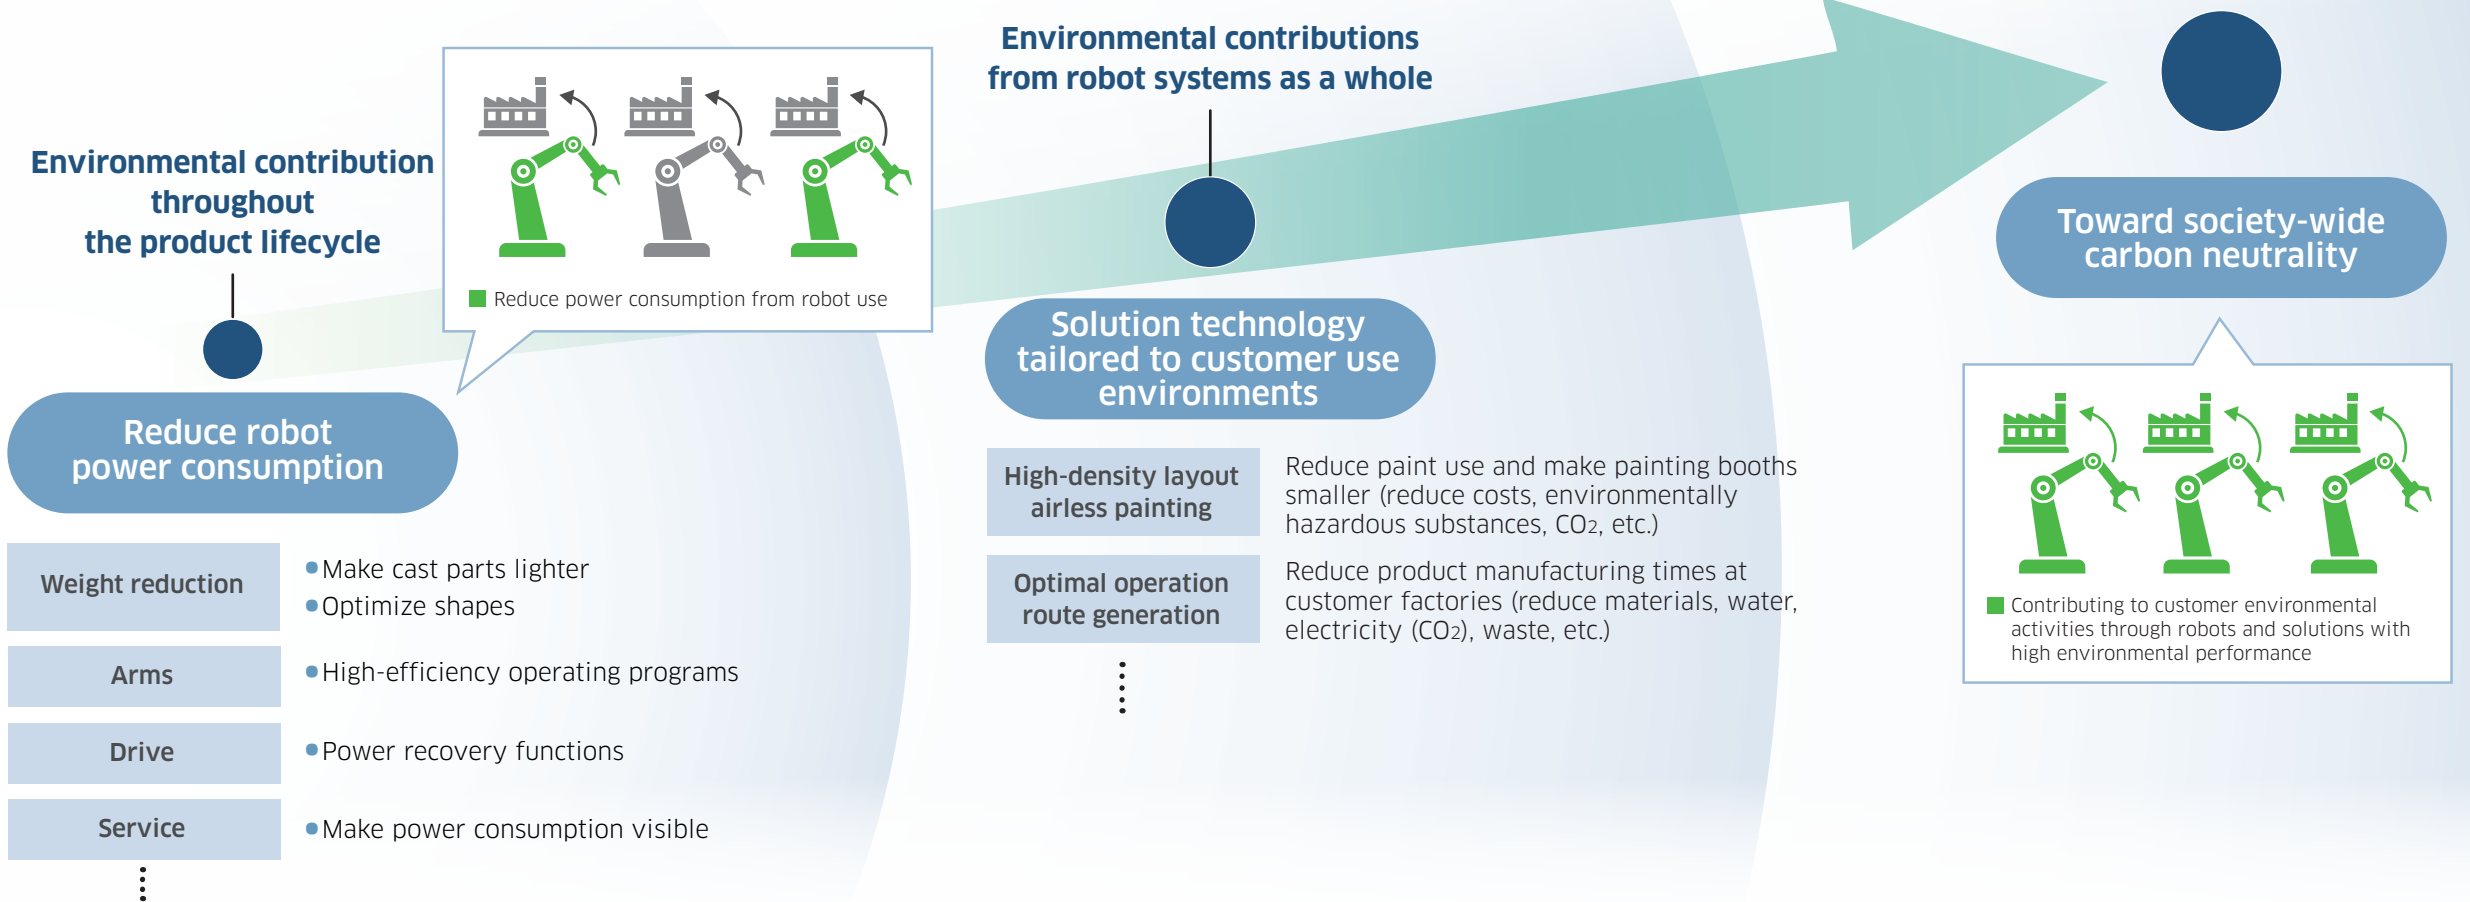 Environmental contribution
throughout
the product lifecycle
Reduce power consumption from robot use
Reduce robot
power consumption
Weight reduction
•Make cast parts lighter
•Optimize shapes
Arms
•High-efficiency operating programs
Drive
•Power recovery functions
Service
•Make power consumption visible
Environmental contributions
from robot systems as a whole
Solution technology
tailored to customer use
environments
High-density layout
airless painting
Reduce paint use and make painting booths
smaller (reduce costs, environmentally
hazardous substances, CO2, etc.)
Optimal operation
route generation
Reduce product manufacturing times at
customer factories (reduce materials, water,
electricity (CO2), waste, etc.)
Toward society-wide
carbon neutrality
Contributing to customer environmental
activities through robots and solutions with
high environmental performance